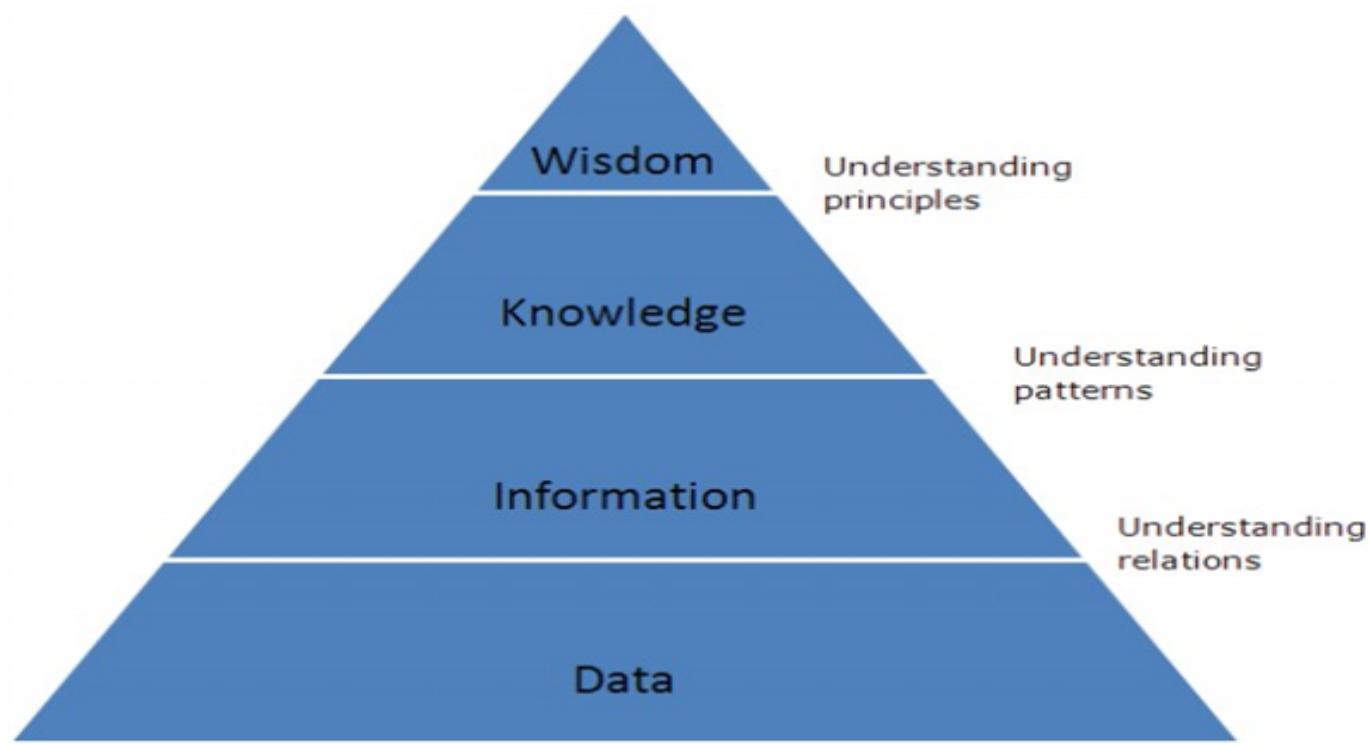 Wisdom
Understanding
principles
Knowledge
Understanding
patterns
Information
Understanding
relations
Data